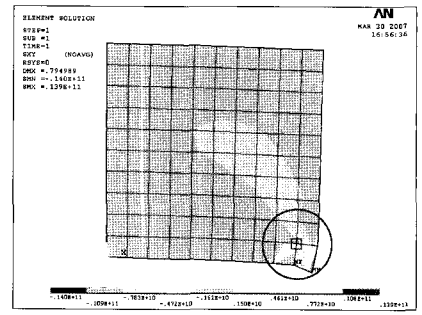 ELEMENT SOLUTION
STEP=1
SUB =1
TIME=1
SXY (NOAVG)
RSYS=0
DMX =.794989
SMN =-.140E+11
SMX =.139E+11
AN
MAR 30 2007
16:56:34
X
MX
-.140E+11 -.783E+10 -.161E+10 .461E+10 .108E+11
-.109E+11 -.472E+10 .150E+10 .772E+10 .139E+11